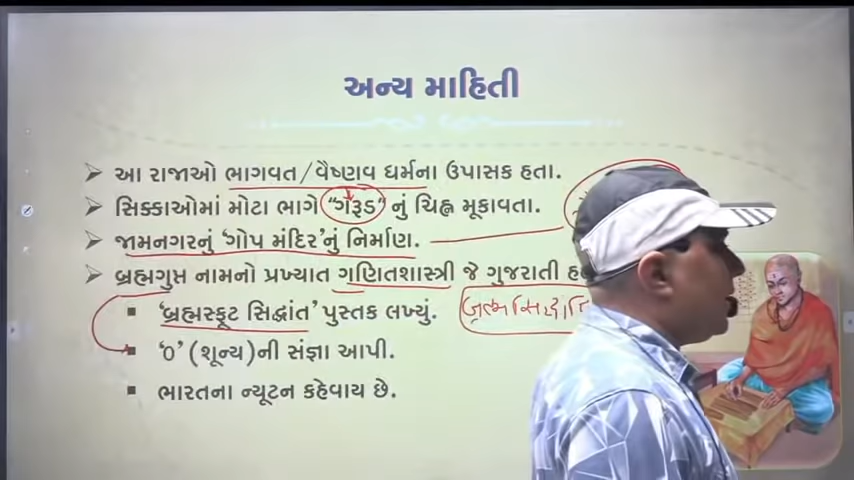 અન્ય માહિતી
આ રાજાઓ ભાગવત/વૈષ્ણવ ધર્મના ઉપાસક હતા.
સિક્કાઓમાં મોટા ભાગે "ગરૂડ" નું ચિહ્ન મૂકાવતા.
જામનગરનું 'ગોપ મંદિર'નું નિર્માણ.
બ્રહ્મગુપ્ત નામનો પ્રખ્યાત ગણિતશાસ્ત્રી જે ગુજરાતી
'બ્રહ્મસ્ફૂટ સિદ્ધાંત' પુસ્તક લખ્યું.
'0' (શૂન્ય)ની સંજ્ઞા આપી.
ભારતના ન્યૂટન કહેવાય છે.